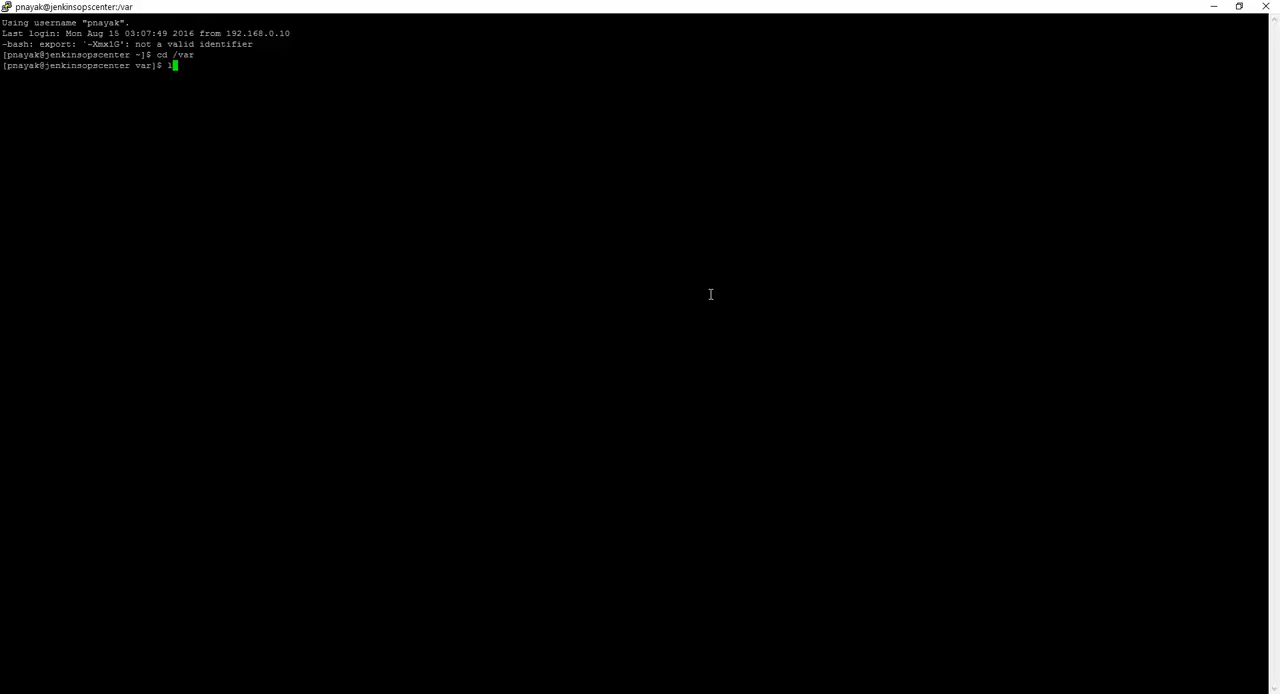 pnayak@jenkinsopscenter:/var
Using username "pnayak".
Last login: Mon Aug 15 03:07:49 2016 from 192.168.0.10
-bash: export: `-Xmx1G': not a valid identifier
[pnayak@jenkinsopscenter ~]$ cd /var
[pnayak@jenkinsopscenter var]$ l